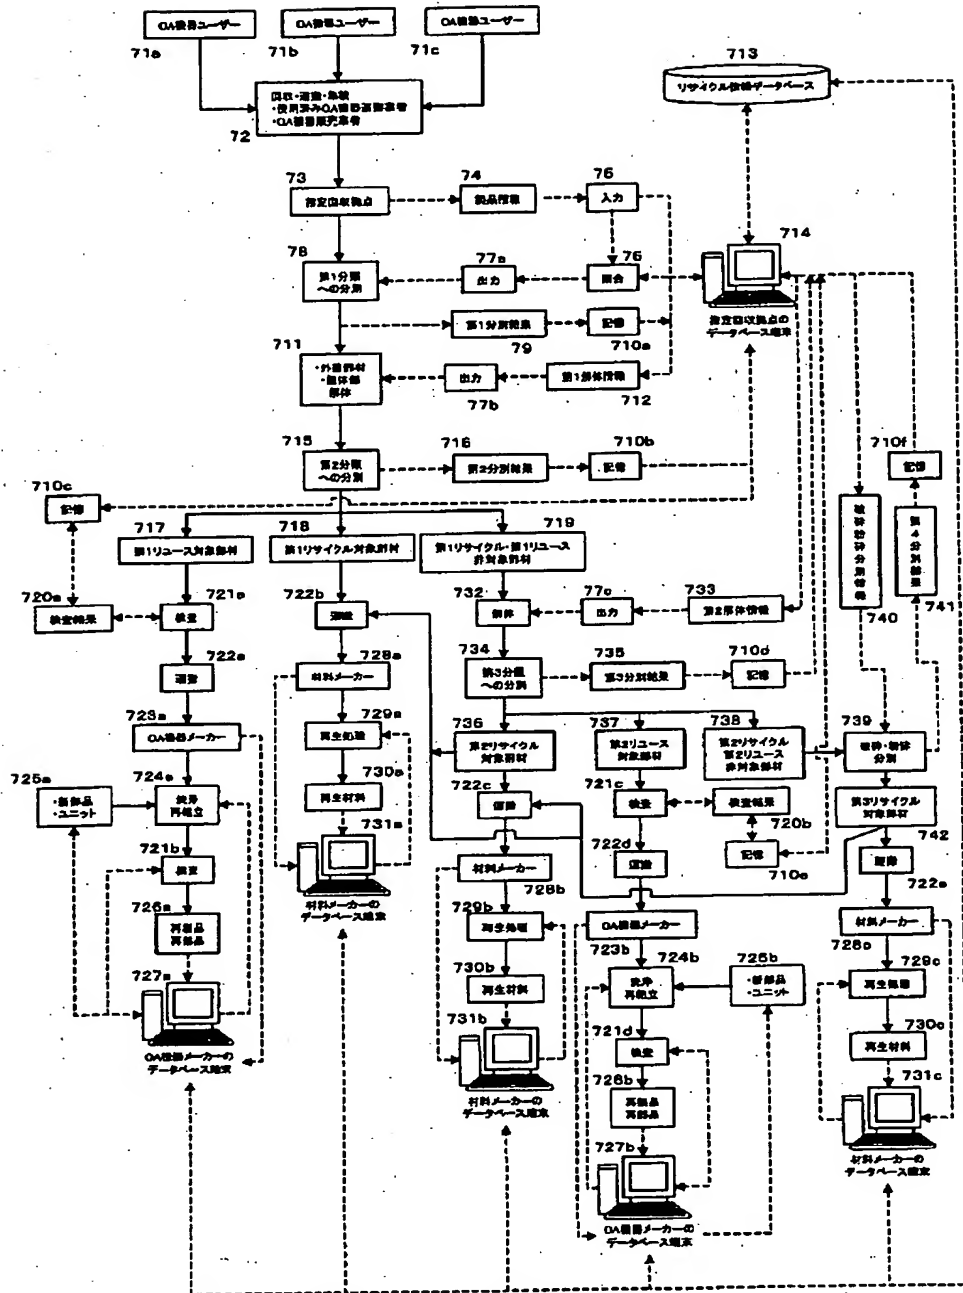 OA機器ユーザー
OA機器ユーザー
OA機器ユーザー
71a
71b
71c
713
リサイクル情報データベース
回収・運搬・集積
・使用済みOA機器運搬業者
・OA機器販売業者
72
73
指定回収拠点
74
製品情報
75
入力
714
指定回収拠点の
データベース端末
78
第1分類
への分別
77a
出力
76
照合
第1分別結果
79
記憶
710a
711
・外装部材
・筐体部
解体
出力
77b
第1解体情報
712
715
第2分類
への分別
716
第2分別結果
710b
記憶
710f
記憶
710c
記憶
717
第1リユース対象部材
718
第1リサイクル対象部材
719
第1リサイクル・第1リユース
非対象部材
破砕粉砕分別情報
740
第4分別結果
741
720a
検査結果
721a
検査
722b
運搬
732
解体
77c
出力
733
第2解体情報
722a
運搬
728a
材料メーカー
734
第3分類
への分別
735
第3分別結果
710d
記憶
723a
OA機器メーカー
729a
再生処理
736
第2リサイクル
対象部材
737
第2リユース
対象部材
738
第2リサイクル
第2リユース
非対象部材
739
破砕・粉砕
分別
725a
・新部品
・ユニット
724a
洗浄
再組立
730a
再生材料
722c
運搬
721c
検査
検査結果
720b
第3リサイクル
対象部材
742
721b
検査
731a
材料メーカーの
データベース端末
722d
運搬
記憶
710e
運搬
722e
726a
再製品
再部品
材料メーカー
728b
OA機器メーカー
723b
材料メーカー
728c
727a
OA機器メーカーの
データベース端末
729b
再生処理
724b
洗浄
再組立
725b
・新部品
・ユニット
729c
再生処理
730b
再生材料
721d
検査
730c
再生材料
731b
材料メーカーの
データベース端末
726b
再製品
再部品
731c
材料メーカーの
データベース端末
727b
OA機器メーカーの
データベース端末